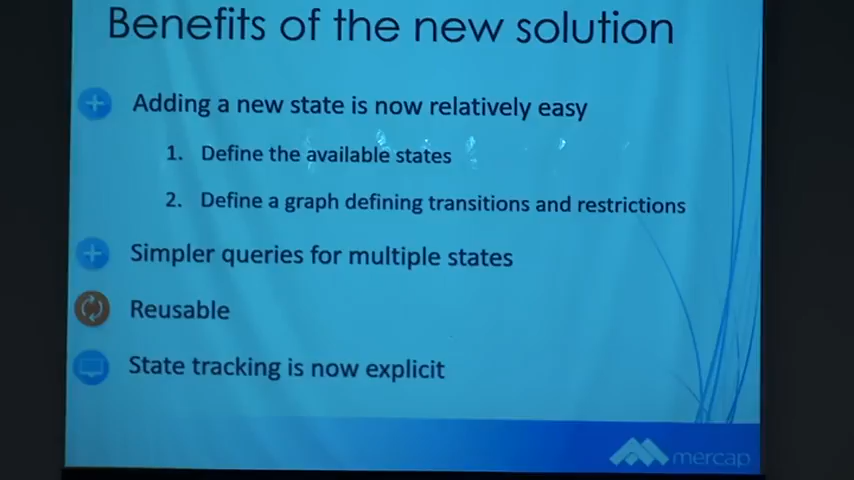 Benefits of the new solution
Adding a new state is now relatively easy
1. Define the available states
2. Define a graph defining transitions and restrictions
Simpler queries for multiple states
Reusable
State tracking is now explicit
mercap